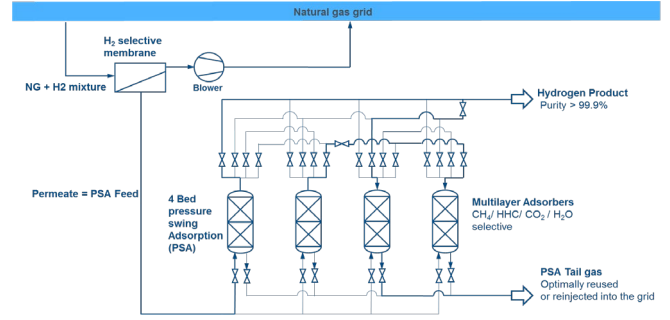 Natural gas grid
H₂ selective
membrane
NG + H2 mixture
Blower
Hydrogen Product
Purity > 99.9%
Permeate = PSA Feed
4 Bed
pressure
swing
Adsorption
(PSA)
Multilayer Adsorbers
CH₄/ HHC/ CO₂ / H₂O
selective
PSA Tail gas
Optimally reused
or reinjected into the grid